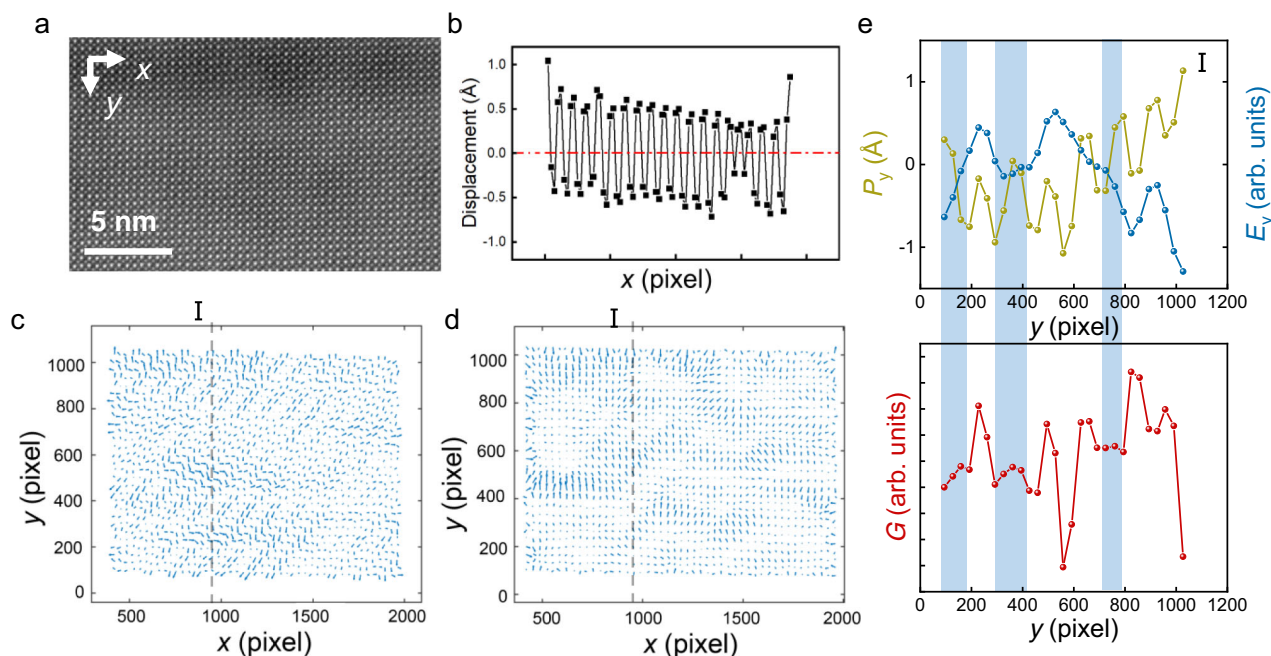 a
x
y
5 nm
b
Displacement (Å)
1.0
0.5
0.0
-0.5
-1.0
x (pixel)
c
I
y (pixel)
1000
800
600
400
200
0
500
1000
1500
2000
x (pixel)
d
I
y (pixel)
1000
800
600
400
200
0
500
1000
1500
2000
x (pixel)
e
I
P_y (Å)
1
0
-1
E_y (arb. units)
0
200
400
600
800
1000
1200
y (pixel)
G (arb. units)
0
200
400
600
800
1000
1200
y (pixel)